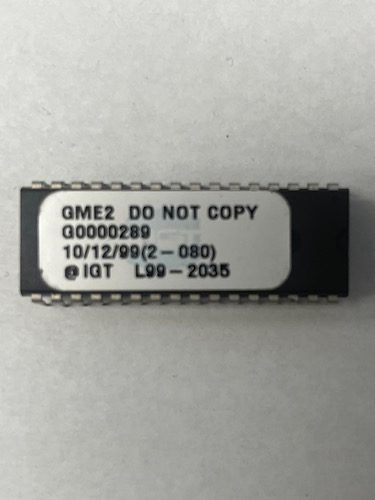 GME2 DO NOT COPY
G0000289
10/12/99(2-080)
@IGT L99-2035